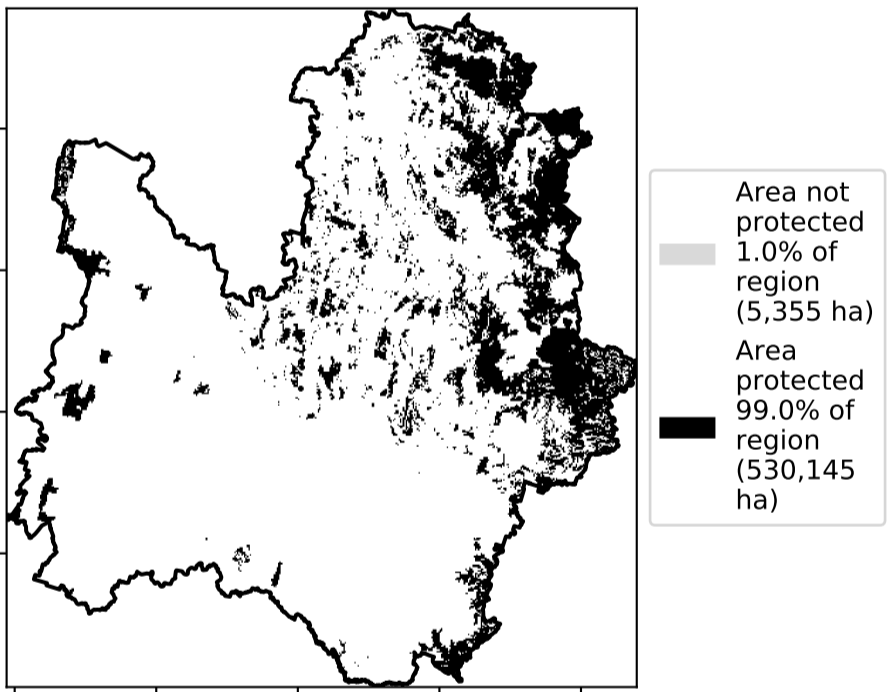 Area not
protected
1.0% of
region
(5,355 ha)
Area
protected
99.0% of
region
(530,145
ha)